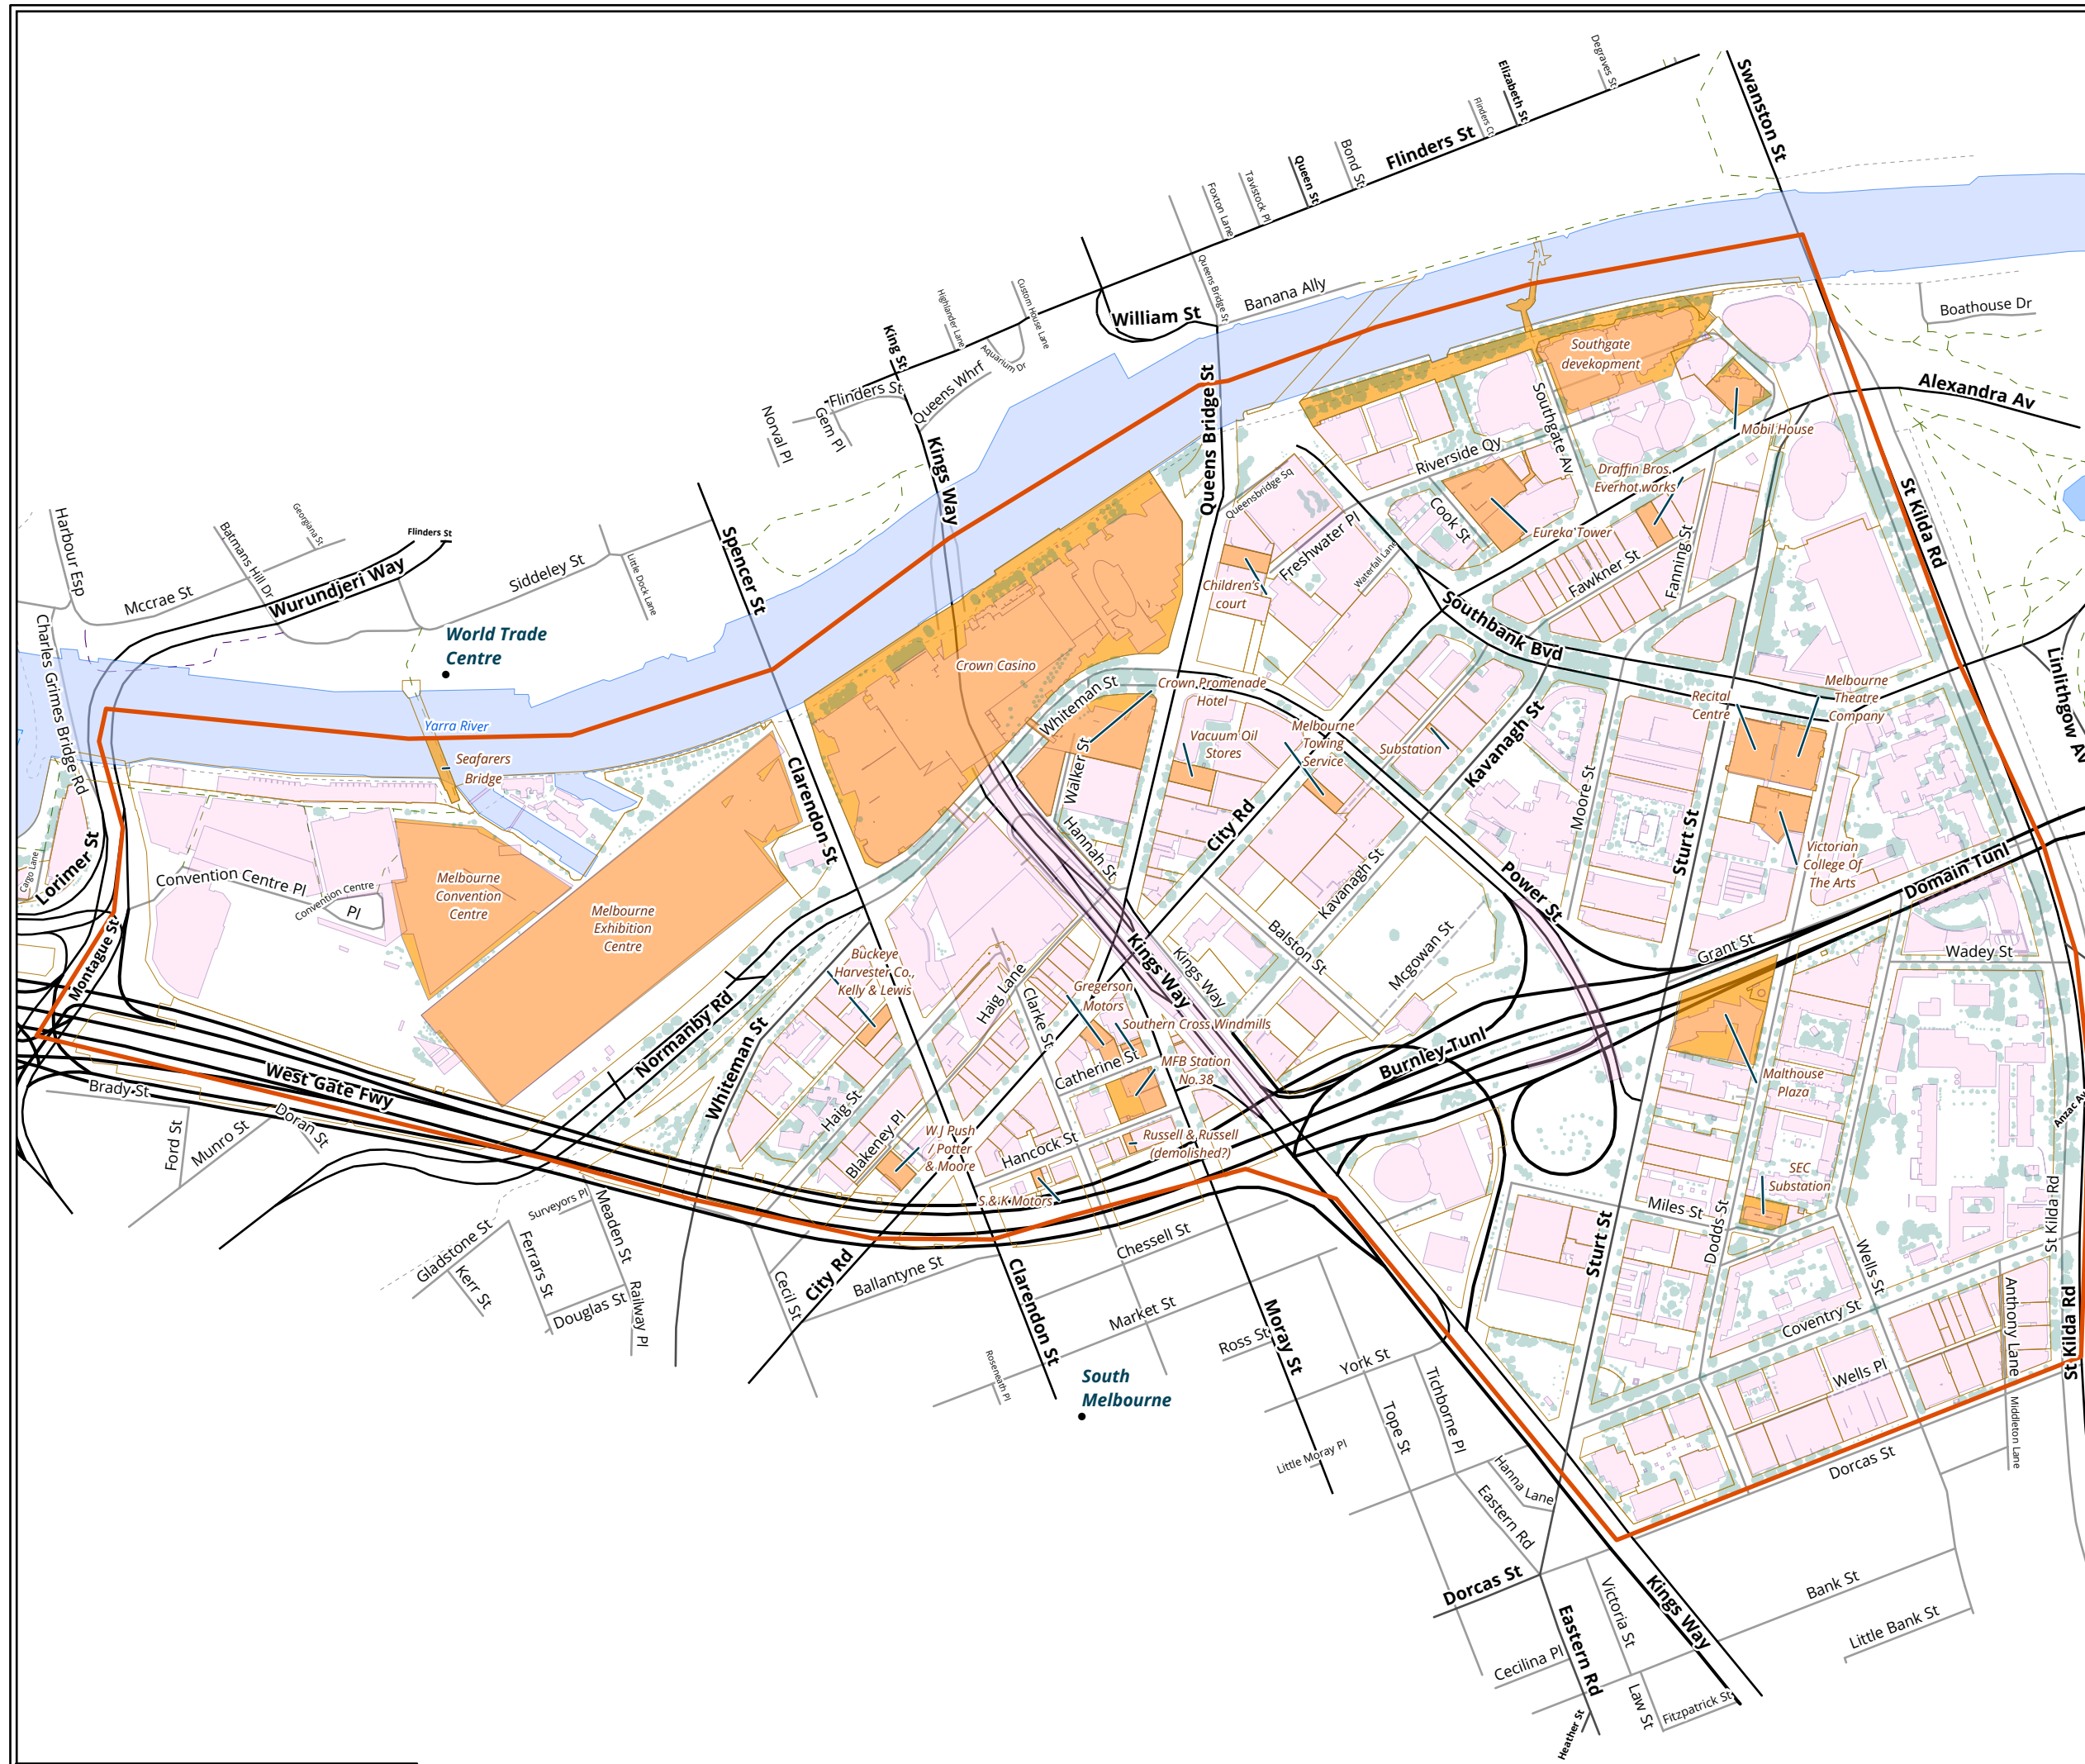 Degraves St
Elizabeth St
Flinders Ct
Swanston St
Flinders St
Bond St
Queen St
Tavistock Pl
Foxton Lane
Queens Bridge St
Banana Ally
William St
Custom House Lane
Highlander Lane
Aquarium Dr
King St
Queens Whrf
Flinders St
Gem Pl
Norval Pl
Kings Way
Queens Bridge St
Boathouse Dr
Alexandra Av
Southgate
development
Mobil House
Southgate Av
Riverside Qy
Draffin Bros.
Everhot works
Queensbridge Sq
Cook St
Eureka Tower
Freshwater Pl
Waterfall Lane
Fawkner St
Fanning St
St Kilda Rd
Children's
court
Southbank Bvd
Harbour Esp
Georgiana St
Batmans Hill Dr
Flinders St
Mccrae St
Wurundjeri Way
Siddeley St
Little Dock Lane
Spencer St
World Trade
Centre
Charles Grimes Bridge Rd
Yarra River
Seafarers
Bridge
Crown Casino
Whiteman St
Crown Promenade
Hotel
Walker St
Vacuum Oil
Stores
Melbourne
Towing
Service
Substation
Kavanagh St
Recital
Centre
Melbourne
Theatre
Company
Linlithgow Av
Moore St
Sturt St
Victorian
College Of
The Arts
Domain Tunl
Lorimer St
Cargo Lane
Convention Centre Pl
Convention Centre
Pl
Melbourne
Convention
Centre
Melbourne
Exhibition
Centre
Clarendon St
Hannah St
City Rd
Kavanagh St
Power St
Balston St
Mcgowan St
Grant St
Wadey St
Montague St
Buckeye
Harvester Co.,
Kelly & Lewis
Normanby Rd
Haig Lane
Clarke St
Gregerson
Motors
Kings Way
Kings Way
Southern Cross Windmills
Catherine St
MFB Station
No.38
Burnley Tunl
Malthouse
Plaza
West Gate Fwy
Brady St
Doran St
Ford St
Munro St
Whiteman St
Haig St
Blakeney Pl
W J Push
/ Potter
& Moore
Hancock St
Russell & Russell
(demolished?)
S & K Motors
SEC
Substation
Anzac Av
Miles St
Dodds St
Wells St
St Kilda Rd
Surveyors Pl
Meaden St
Gladstone St
Ferrars St
Kerr St
Douglas St
Railway Pl
Cecil St
City Rd
Ballantyne St
Chessell St
Clarendon St
Market St
Ross St
Moray St
York St
Roseneath Pl
South
Melbourne
Sturt St
Coventry St
Wells Pl
Anthony Lane
St Kilda Rd
Middleton Lane
Tichborne Pl
Tope St
Little Moray Pl
Hanna Lane
Eastern Rd
Dorcas St
Dorcas St
Eastern Rd
Victoria St
Kings Way
Bank St
Little Bank St
Cecilina Pl
Law St
Fitzpatrick St
Heather St